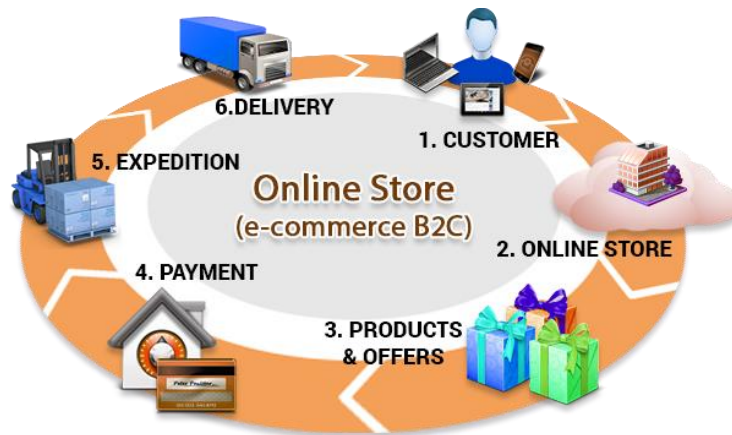 Online Store
(e-commerce B2C)
1. CUSTOMER
2. ONLINE STORE
3. PRODUCTS
& OFFERS
4. PAYMENT
5. EXPEDITION
6.DELIVERY